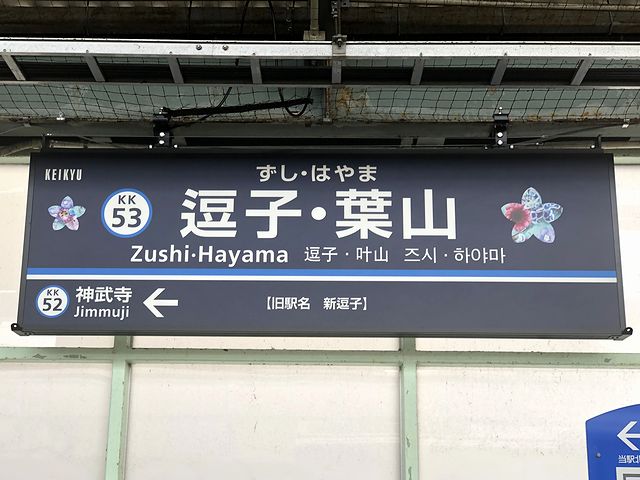 KEIKYU
ずし・はやま
KK
53
逗子・葉山
Zushi・Hayama 逗子・叶山 즈시・하야마
KK
52
神武寺
Jimmuji
【旧駅名 新逗子】